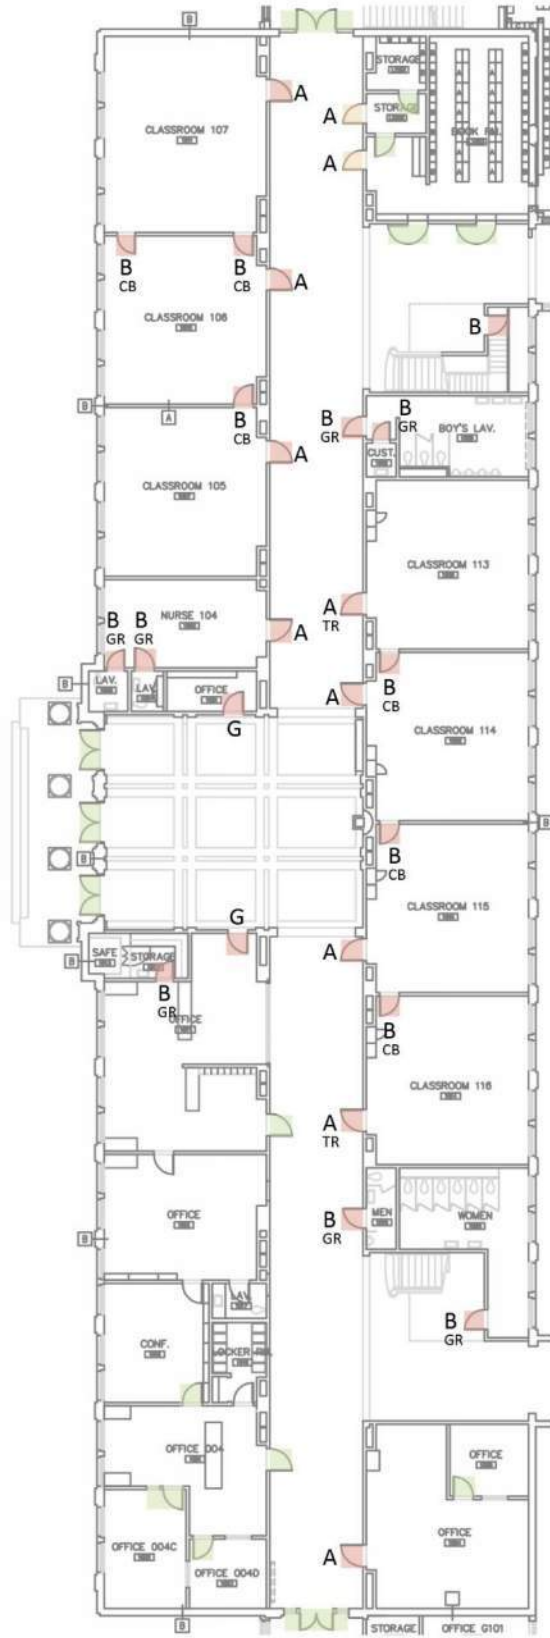 B
STORAGE
A
A
STORAGE
CLASSROOM 107
BOOK RM.
A
B
CB
B
CB
A
CLASSROOM 106
B
B
A
B
GR
B
GR
BOY'S LAV.
B
CB
A
CUST.
CLASSROOM 105
CLASSROOM 113
NURSE 104
A
TR
B
GR
B
GR
A
B
LAV.
LAV.
OFFICE
B
CB
A
G
CLASSROOM 114
B
B
B
CB
CLASSROOM 115
G
A
SAFE
STORAGE
B
B
GR
OFFICE
B
CB
CLASSROOM 116
A
TR
OFFICE
MEN
WOMEN
B
GR
B
LAV.
B
GR
CONF.
LOCKER RM.
OFFICE 004
OFFICE
OFFICE
OFFICE 004C
OFFICE 004D
A
B
STORAGE
OFFICE G101